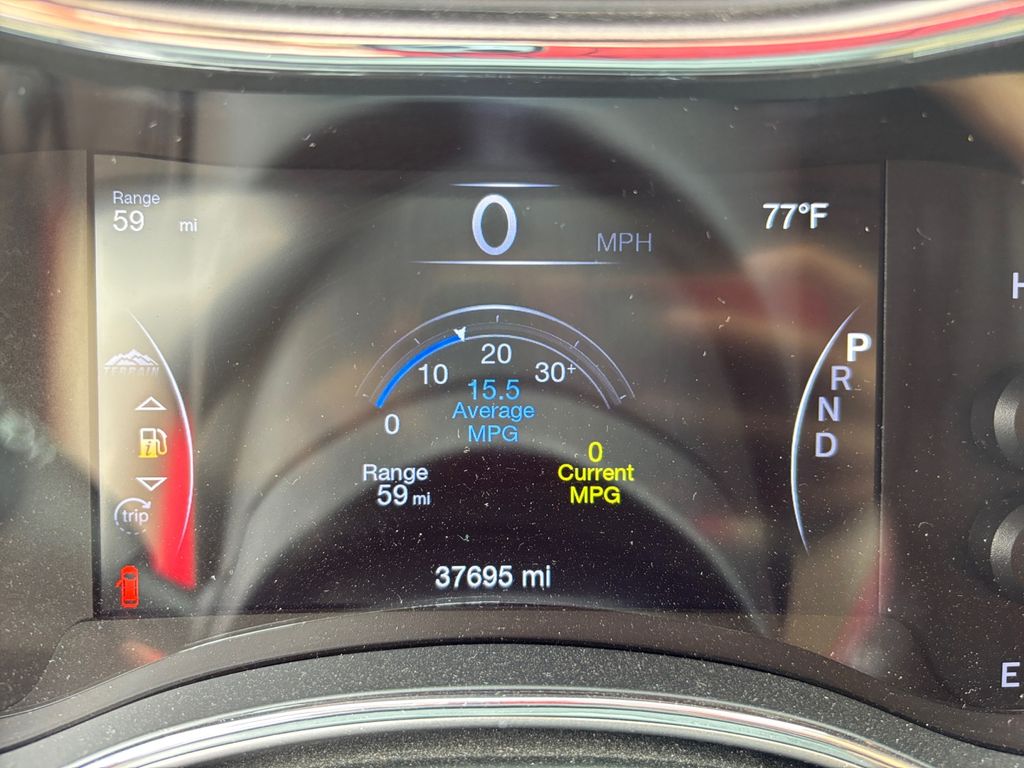 Range
59 mi
0 MPH
77°F
H
TERRAIN
0 10 20 30+
15.5
Average
MPG
Range
59 mi
0
Current
MPG
P
R
N
D
trip
37695 mi
E